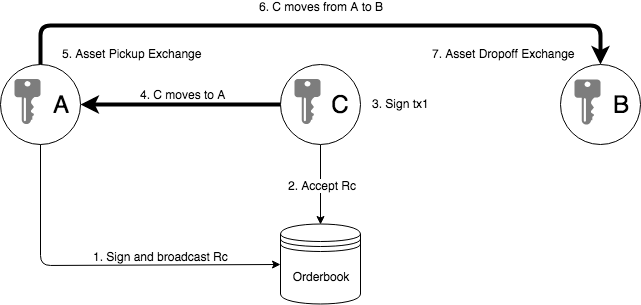 6. C moves from A to B
5. Asset Pickup Exchange
7. Asset Dropoff Exchange
A
4. C moves to A
C
3. Sign tx1
B
2. Accept Rc
1. Sign and broadcast Rc
Orderbook